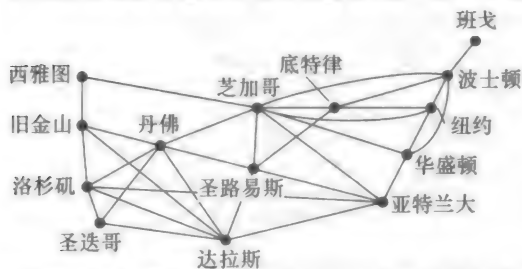 班戈
底特律
西雅图
芝加哥
波士顿
旧金山
丹佛
纽约
华盛顿
洛杉矶
圣路易斯
亚特兰大
圣迭哥
达拉斯